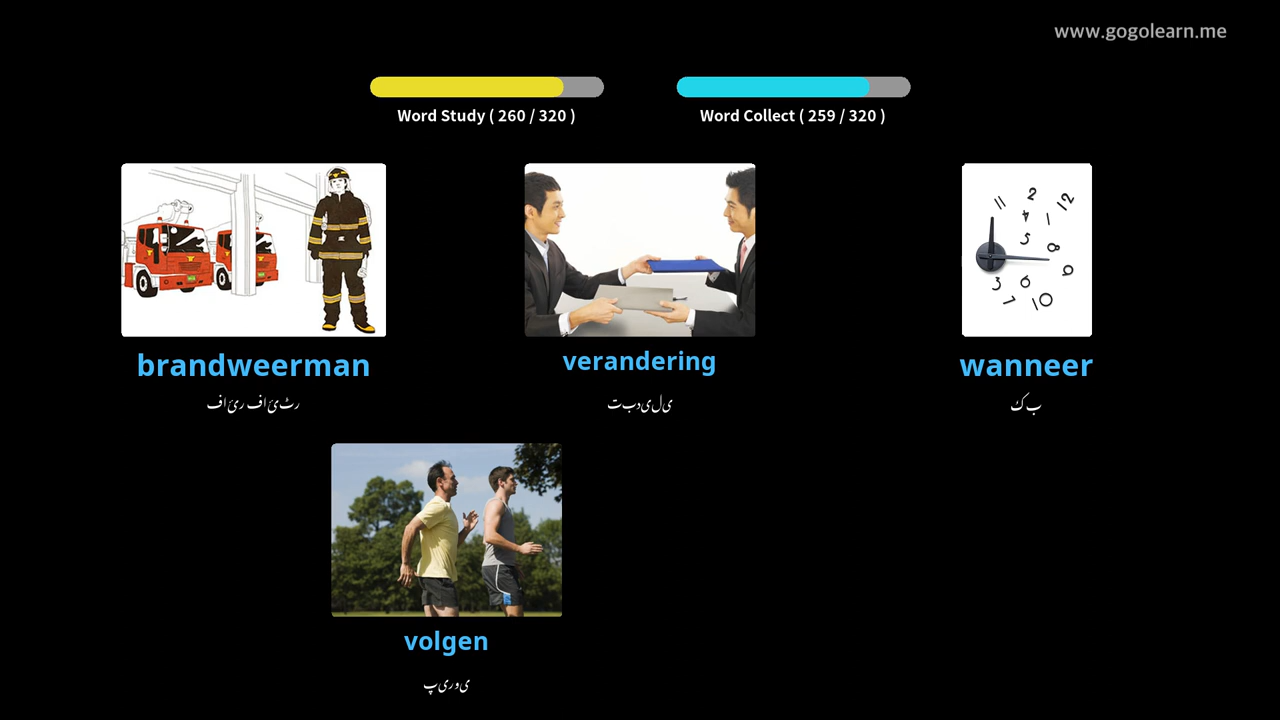 www.gogolearn.me
Word Study ( 260 / 320 )
Word Collect ( 259 / 320 )
brandweerman
verandering
wanneer
رٹئاف رئاف
یلیدبت
بک
volgen
یوریپ